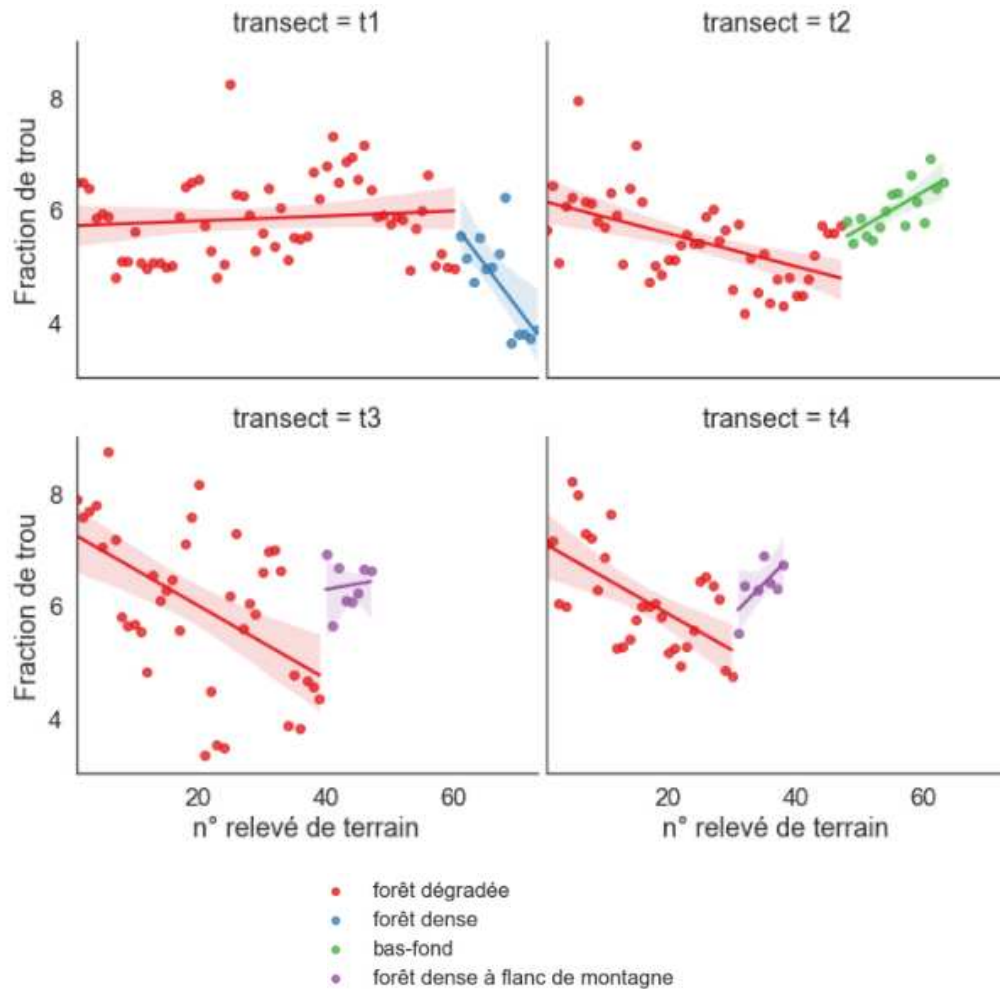 transect = t1
transect = t2
Fraction de trou
8
6
4
transect = t3
transect = t4
Fraction de trou
8
6
4
20 40 60
20 40 60
n° relevé de terrain
n° relevé de terrain
forêt dégradée
forêt dense
bas-fond
forêt dense à flanc de montagne